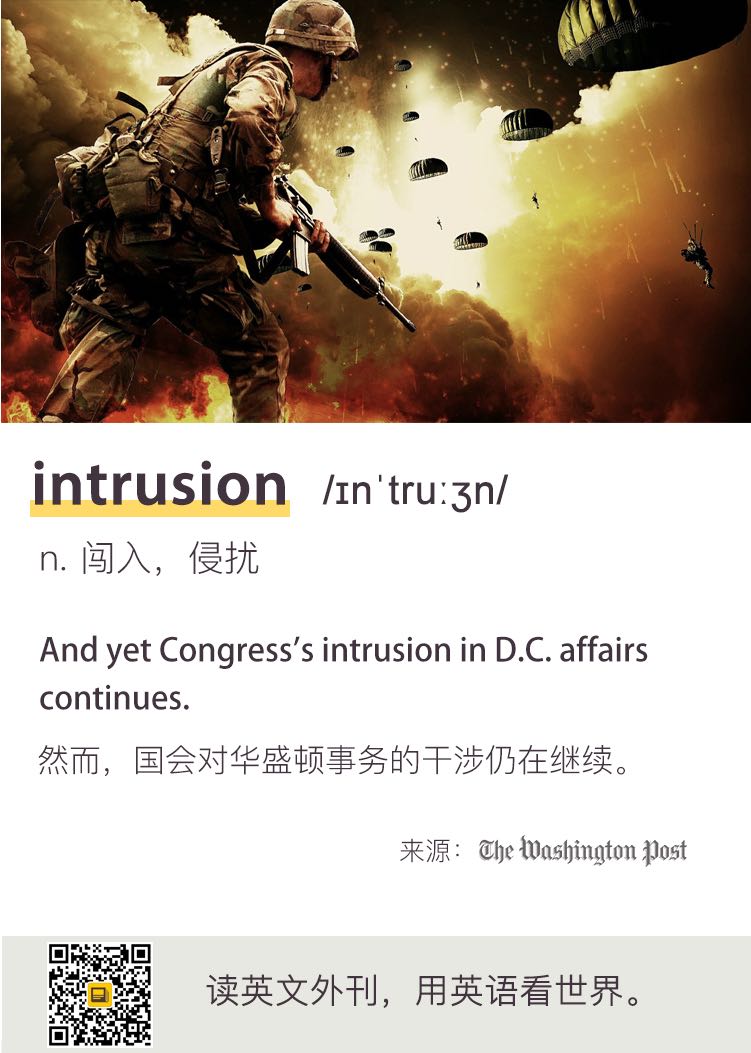 intrusion /ɪnˈtruːʒn/
n. 闯入，侵扰
And yet Congress’s intrusion in D.C. affairs
continues.
然而，国会对华盛顿事务的干涉仍在继续。
来源： The Washington Post
读英文外刊，用英语看世界。